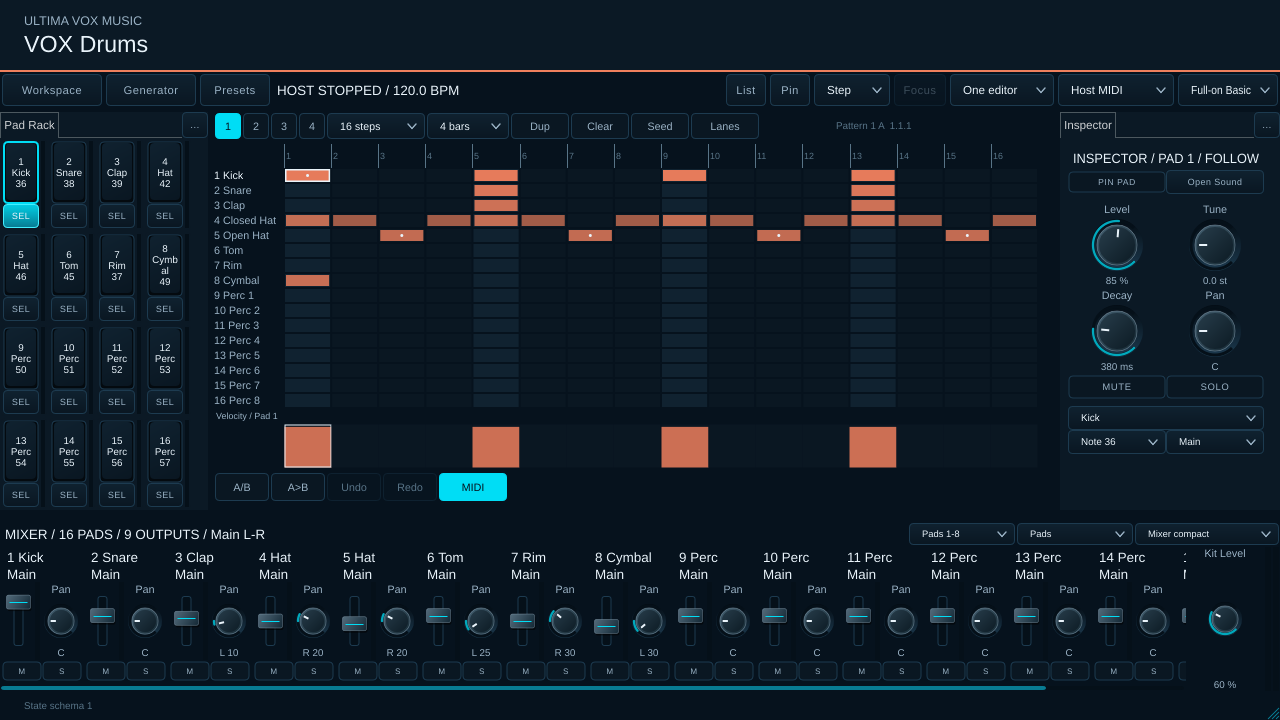 ULTIMA VOX MUSIC
VOX Drums
Workspace Generator Presets HOST STOPPED / 120.0 BPM List Pin Step Focus One editor Host MIDI Full-on Basic
Pad Rack ... 1 2 3 4 16 steps 4 bars Dup Clear Seed Lanes Pattern 1 A 1.1.1 Inspector ...
1 2 3 4 5 6 7 8 9 10 11 12 13 14 15 16
1 Kick 36
2 Snare 38
3 Clap 39
4 Hat 42
SEL SEL SEL SEL
5 Hat 46
6 Tom 45
7 Rim 37
8 Cymb al 49
SEL SEL SEL SEL
9 Perc 50
10 Perc 51
11 Perc 52
12 Perc 53
SEL SEL SEL SEL
13 Perc 54
14 Perc 55
15 Perc 56
16 Perc 57
SEL SEL SEL SEL
1 Kick
2 Snare
3 Clap
4 Closed Hat
5 Open Hat
6 Tom
7 Rim
8 Cymbal
9 Perc 1
10 Perc 2
11 Perc 3
12 Perc 4
13 Perc 5
14 Perc 6
15 Perc 7
16 Perc 8
Velocity / Pad 1
A/B A>B Undo Redo MIDI
INSPECTOR / PAD 1 / FOLLOW
PIN PAD Open Sound
Level Tune
85 % 0.0 st
Decay Pan
380 ms C
MUTE SOLO
Kick
Note 36 Main
MIXER / 16 PADS / 9 OUTPUTS / Main L-R Pads 1-8 Pads Mixer compact
1 Kick 2 Snare 3 Clap 4 Hat 5 Hat 6 Tom 7 Rim 8 Cymbal 9 Perc 10 Perc 11 Perc 12 Perc 13 Perc 14 Perc Kit Level
Main Main Main Main Main Main Main Main Main Main Main Main Main Main
Pan Pan Pan Pan Pan Pan Pan Pan Pan Pan Pan Pan Pan Pan
C C L 10 R 20 R 20 L 25 R 30 L 30 C C C C C C
M S M S M S M S M S M S M S M S M S M S M S M S M S M S
60 %
State schema 1